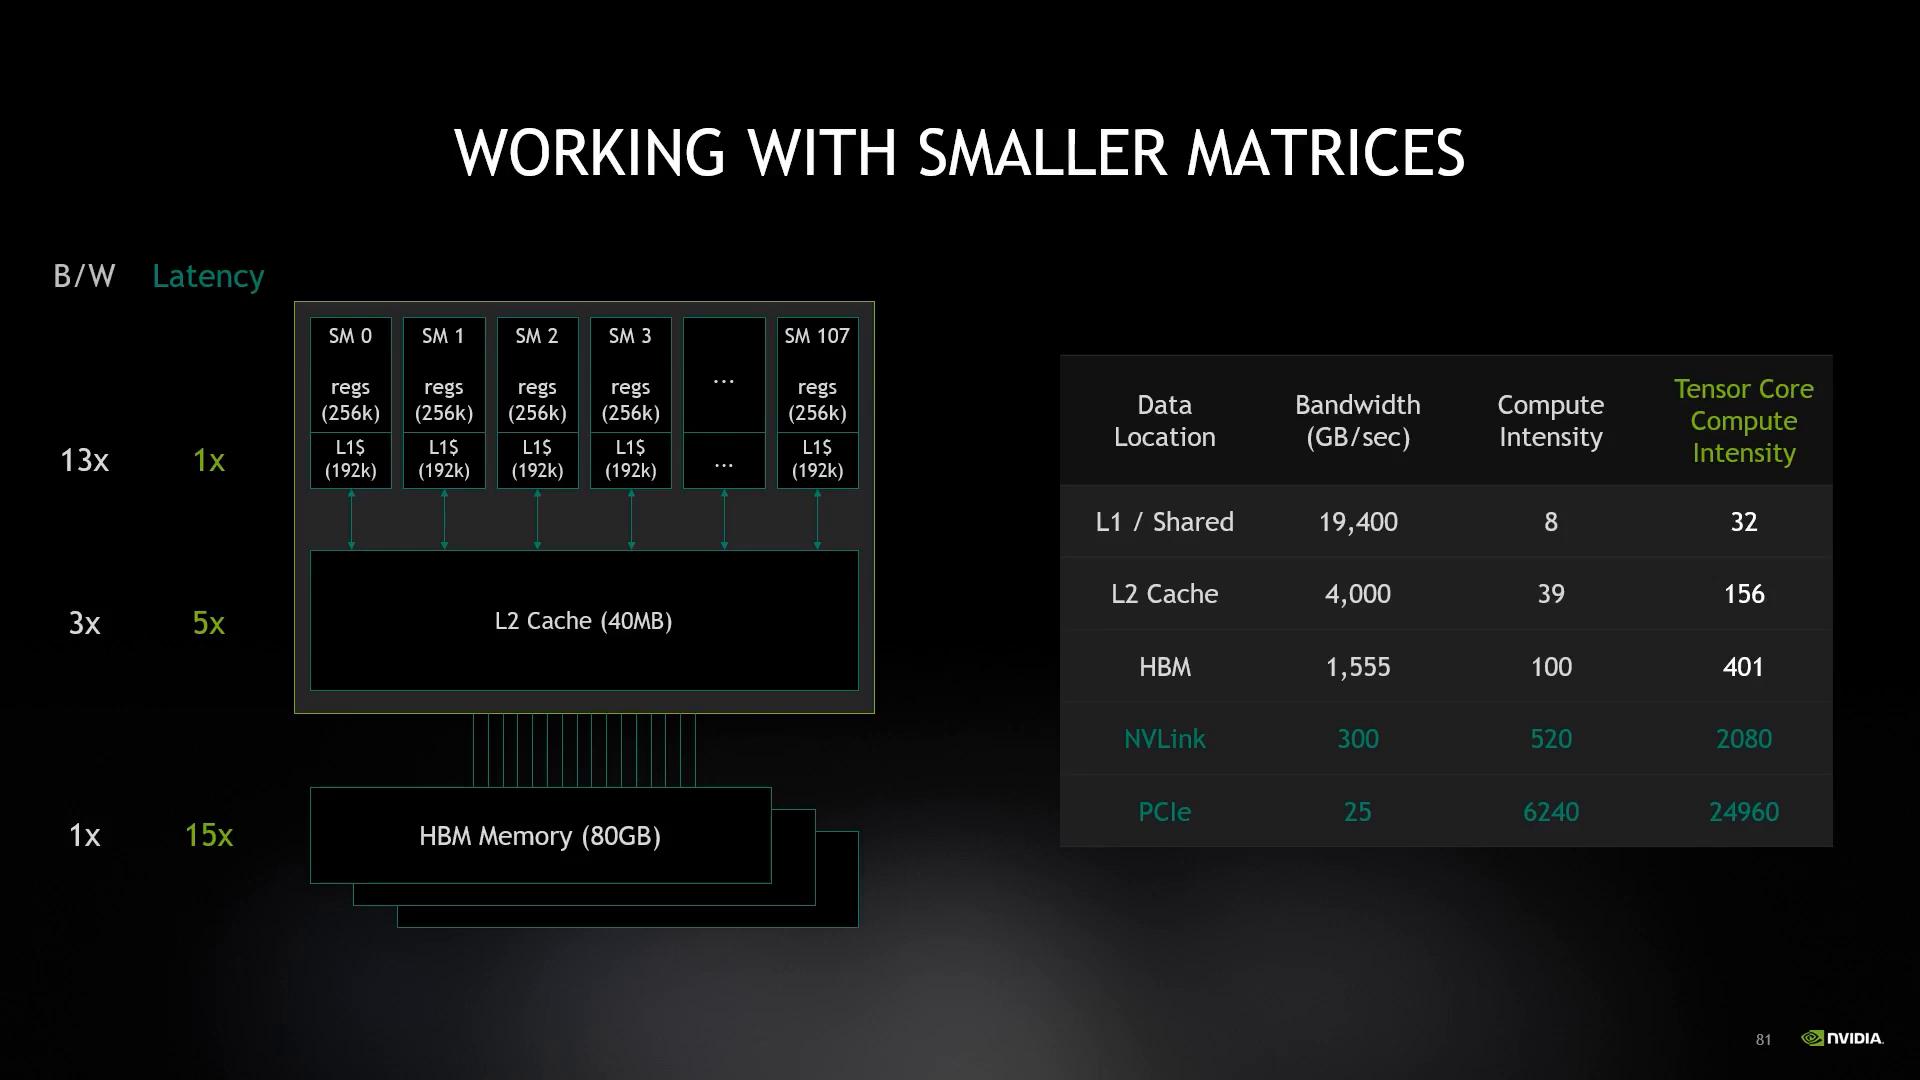 WORKING WITH SMALLER MATRICES
B/W Latency
SM 0 SM 1 SM 2 SM 3 ... SM 107
regs regs regs regs regs
(256k) (256k) (256k) (256k) (256k)
13x 1x
L1$ L1$ L1$ L1$ ... L1$
(192k) (192k) (192k) (192k) (192k)
3x 5x
L2 Cache (40MB)
1x 15x
HBM Memory (80GB)
Data
Location
Bandwidth
(GB/sec)
Compute
Intensity
Tensor Core
Compute
Intensity
L1 / Shared 19,400 8 32
L2 Cache 4,000 39 156
HBM 1,555 100 401
NVLink 300 520 2080
PCIe 25 6240 24960
81 NVIDIA.